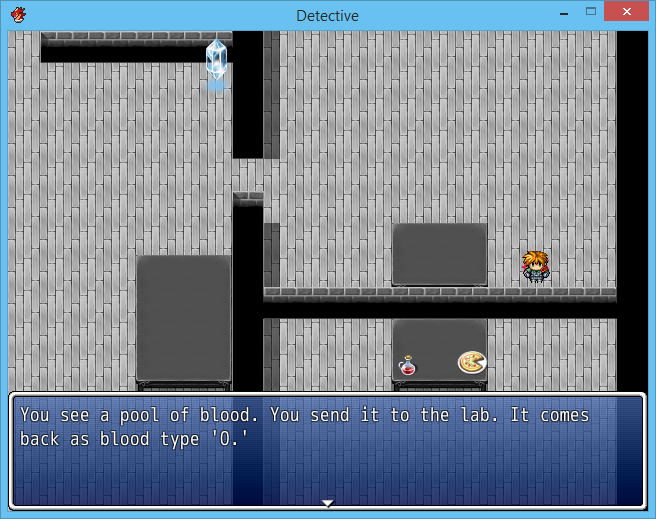 Detective
You see a pool of blood. You send it to the lab. It comes
back as blood type 'O.'